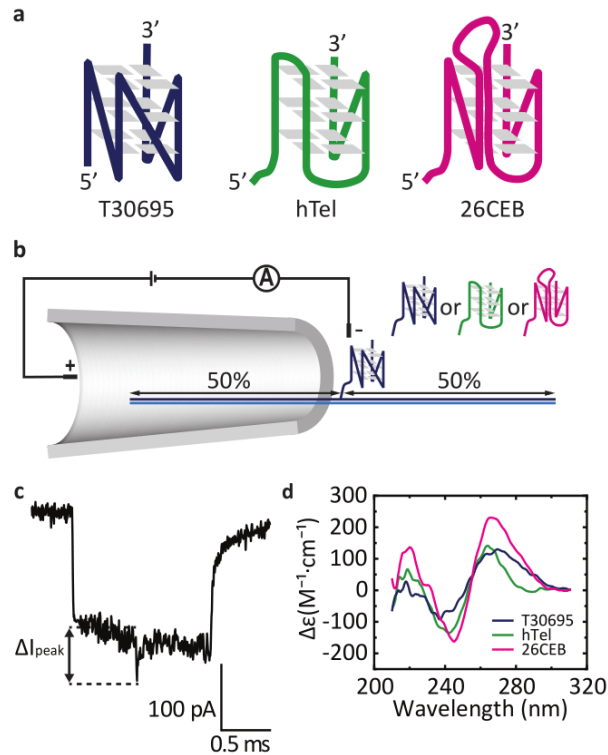 a
3’ 3’ 3’
5’ 5’ 5’
T30695 hTel 26CEB
b
A
or or
+ -
50% 50%
c
ΔIpeak
100 pA
0.5 ms
d
Δε(M⁻¹·cm⁻¹)
300
200
100
0
-100
-200
T30695
hTel
26CEB
200 240 280 320
Wavelength (nm)